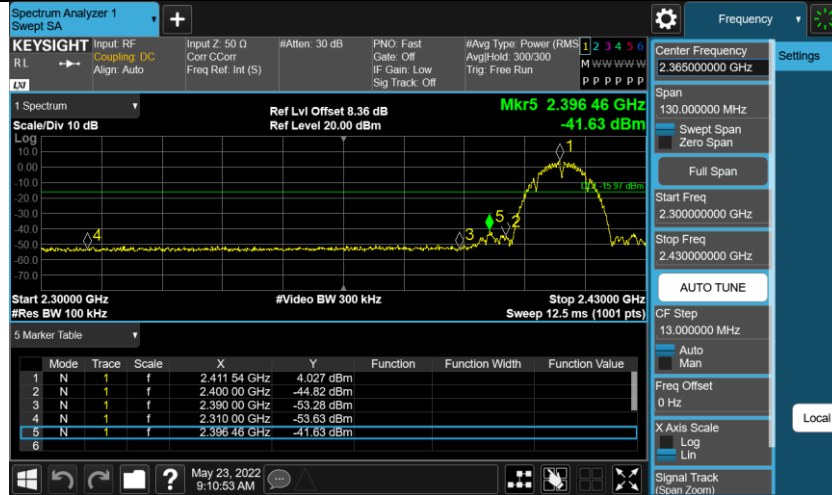 Spectrum Analyzer 1
Swept SA
+
Frequency
KEYSIGHT
RL
LXI
Input: RF
Coupling: DC
Align: Auto
Input Z: 50 Ω
Corr CCorr
Freq Ref: Int (S)
#Atten: 30 dB
PNO: Fast
Gate: Off
IF Gain: Low
Sig Track: Off
#Avg Type: Power (RMS
Avg|Hold: 300/300
Trig: Free Run
1 2 3 4 5 6
M W W W W W
P P P P P P
1 Spectrum
Scale/Div 10 dB
Ref Lvl Offset 8.36 dB
Ref Level 20.00 dBm
Mkr5 2.396 46 GHz
-41.63 dBm
Log
10.0
0.00
-10.0
-20.0
-30.0
-40.0
-50.0
-60.0
-70.0
1
DL1 -15.97 dBm
5
2
3
4
Start 2.30000 GHz
#Res BW 100 kHz
#Video BW 300 kHz
Stop 2.43000 GHz
Sweep 12.5 ms (1001 pts)
5 Marker Table
Mode Trace Scale X Y Function Function Width Function Value
1 N 1 f 2.411 54 GHz 4.027 dBm
2 N 1 f 2.400 00 GHz -44.82 dBm
3 N 1 f 2.390 00 GHz -53.28 dBm
4 N 1 f 2.310 00 GHz -53.63 dBm
5 N 1 f 2.396 46 GHz -41.63 dBm
6
?
May 23, 2022
9:10:53 AM
Center Frequency
2.365000000 GHz
Span
130.000000 MHz
Swept Span
Zero Span
Full Span
Start Freq
2.300000000 GHz
Stop Freq
2.430000000 GHz
AUTO TUNE
CF Step
13.000000 MHz
Auto
Man
Freq Offset
0 Hz
X Axis Scale
Log
Lin
Signal Track
(Span Zoom)
Settings
Local